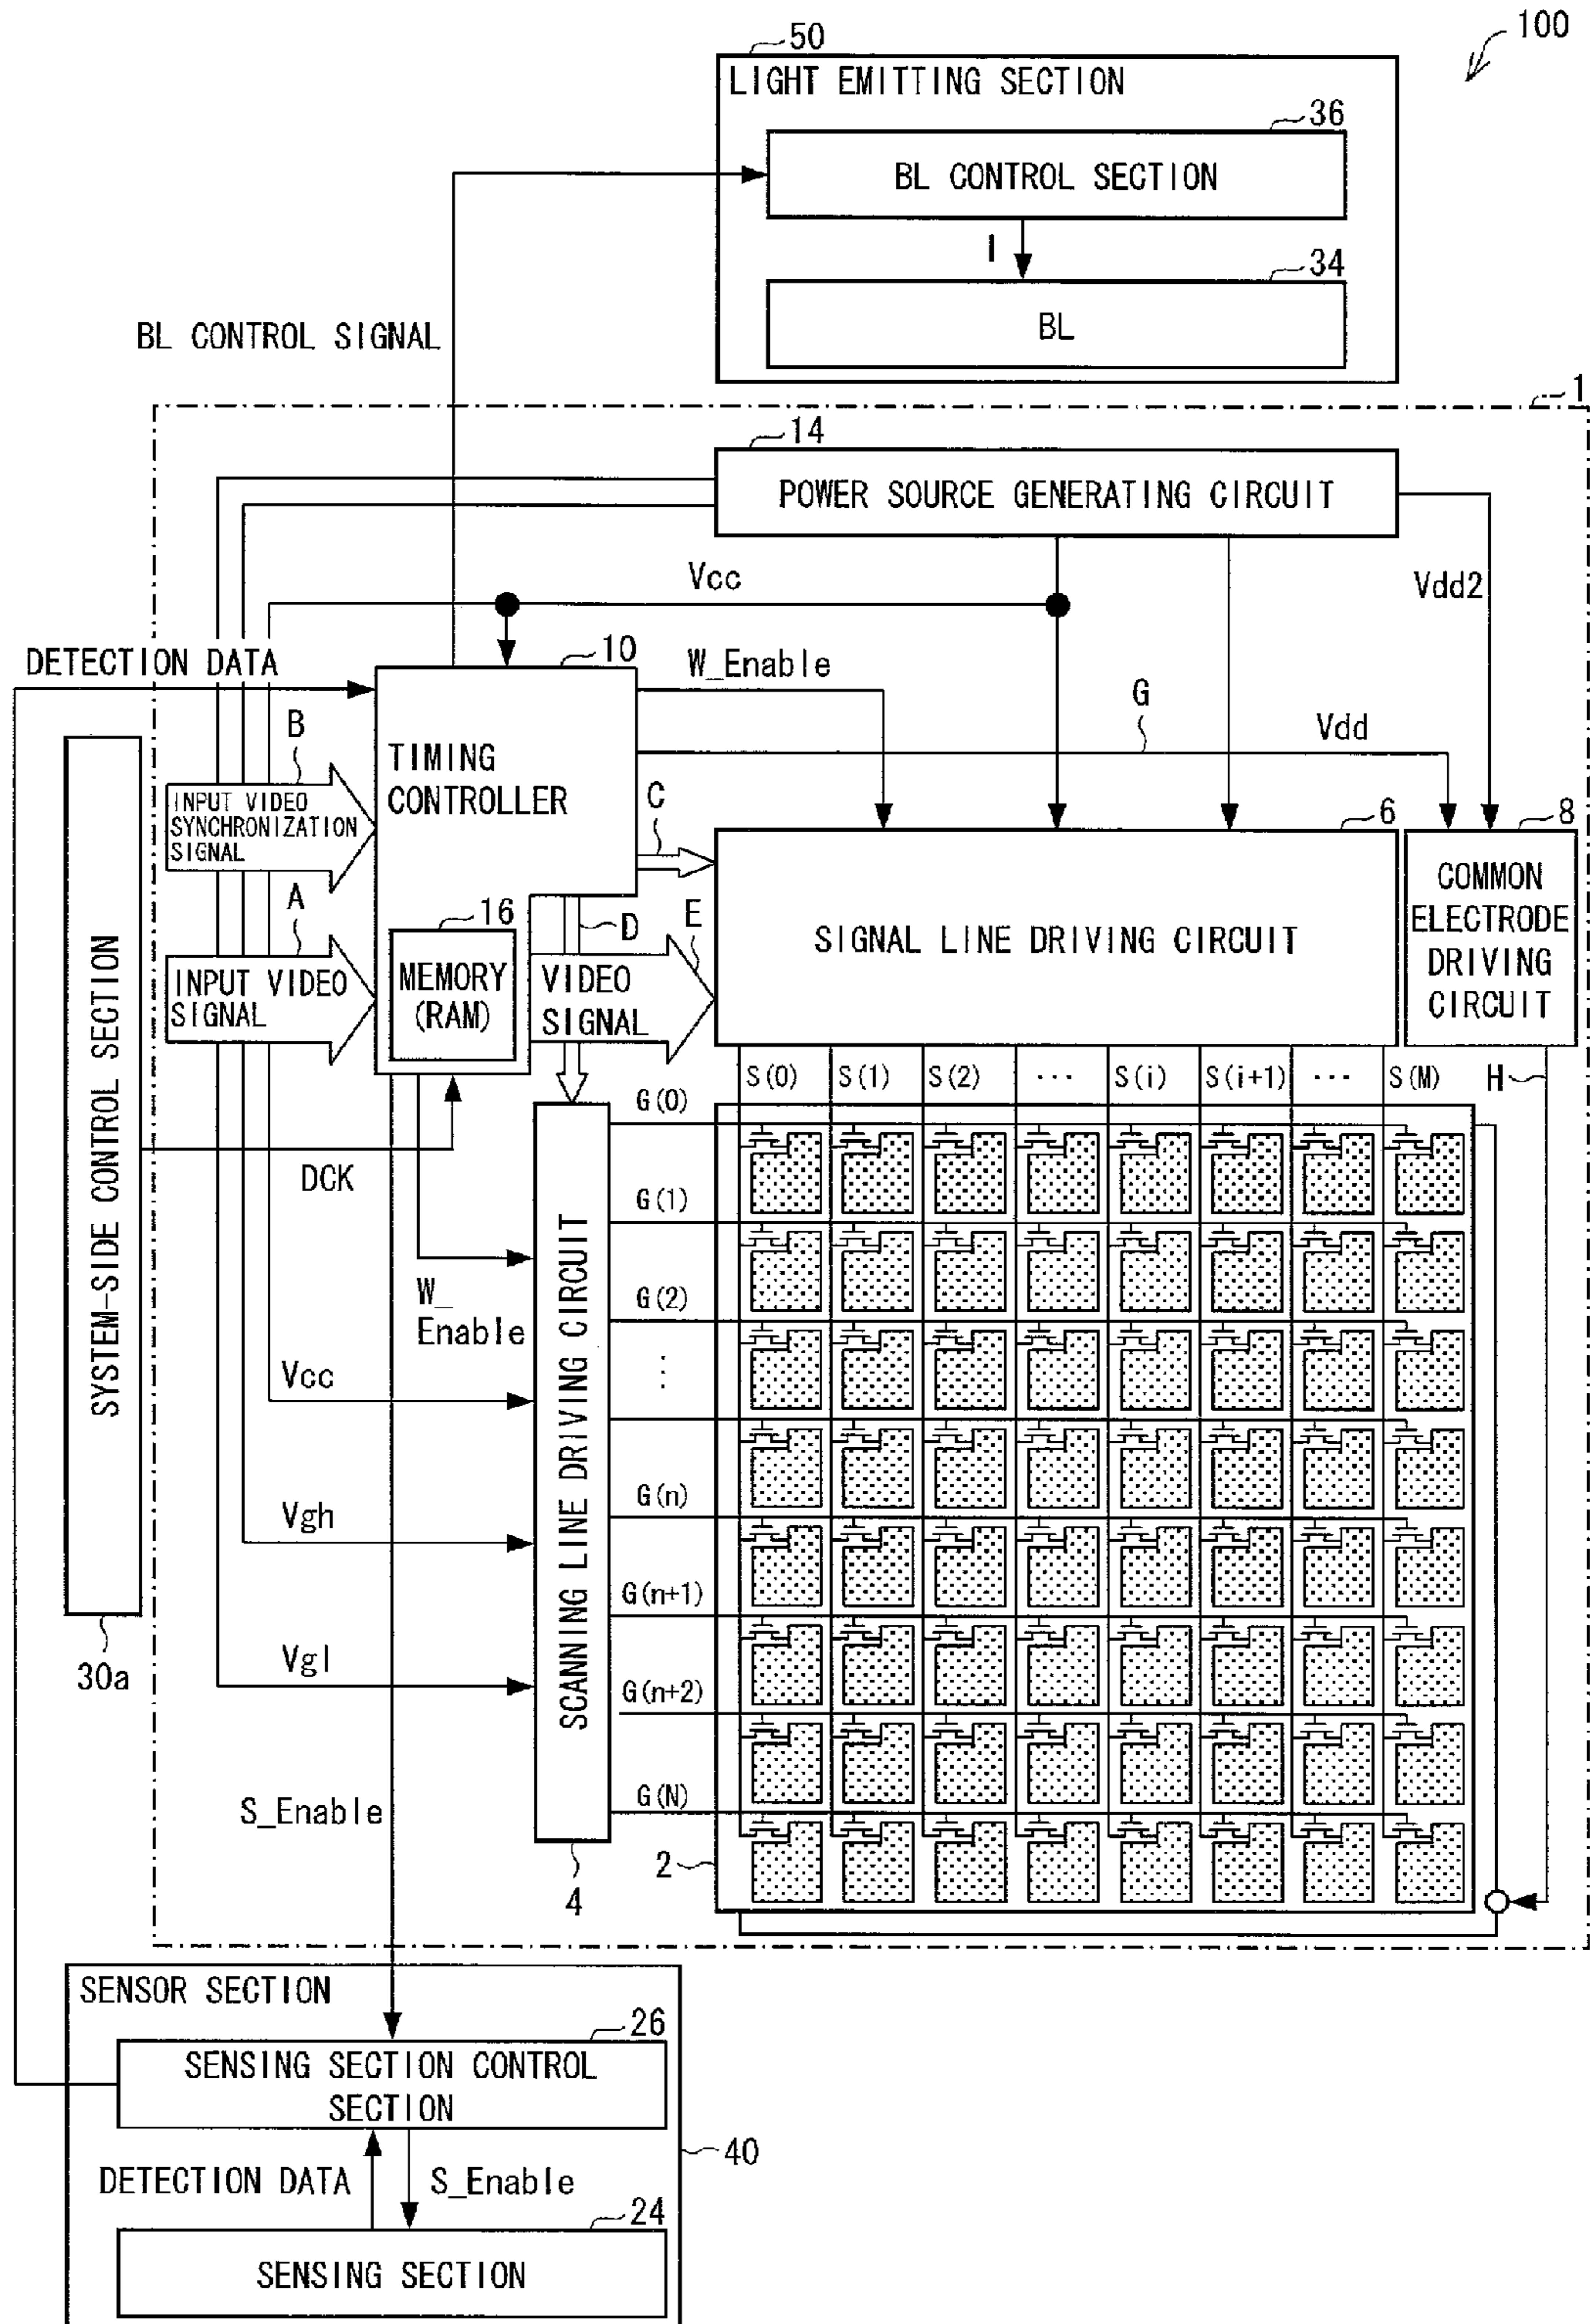 100
50
LIGHT EMITTING SECTION
36
BL CONTROL SECTION
I
34
BL
BL CONTROL SIGNAL
1
14
POWER SOURCE GENERATING CIRCUIT
Vcc
Vdd2
DETECTION DATA
10
W_Enable
G
Vdd
B
TIMING
CONTROLLER
INPUT VIDEO
SYNCHRONIZATION
SIGNAL
C
6
8
A
16
D
E
SIGNAL LINE DRIVING CIRCUIT
COMMON
ELECTRODE
DRIVING
CIRCUIT
INPUT VIDEO
SIGNAL
MEMORY
(RAM)
VIDEO
SIGNAL
SYSTEM-SIDE CONTROL SECTION
S(0) S(1) S(2) ... S(i) S(i+1) ... S(M)
H
G(0)
DCK
G(1)
W_
Enable
G(2)
⋮
Vcc
SCANNING LINE DRIVING CIRCUIT
G(n)
Vgh
G(n+1)
30a
Vgl
G(n+2)
G(N)
S_Enable
4
2
SENSOR SECTION
26
SENSING SECTION CONTROL
SECTION
40
DETECTION DATA
S_Enable
24
SENSING SECTION